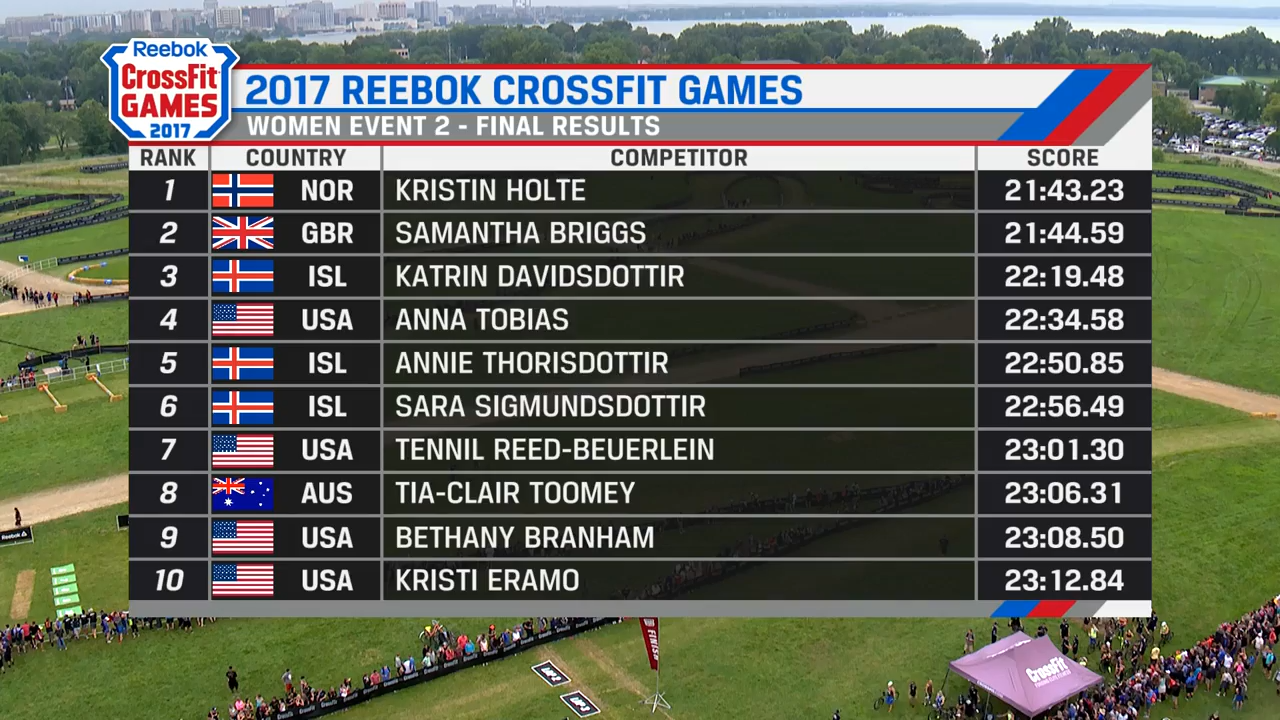 Reebok
CrossFit
GAMES
2017
2017 REEBOK CROSSFIT GAMES
WOMEN EVENT 2 - FINAL RESULTS
RANK COUNTRY COMPETITOR SCORE
1 NOR KRISTIN HOLTE 21:43.23
2 GBR SAMANTHA BRIGGS 21:44.59
3 ISL KATRIN DAVIDSDOTTIR 22:19.48
4 USA ANNA TOBIAS 22:34.58
5 ISL ANNIE THORISDOTTIR 22:50.85
6 ISL SARA SIGMUNDSDOTTIR 22:56.49
7 USA TENNIL REED-BEUERLEIN 23:01.30
8 AUS TIA-CLAIR TOOMEY 23:06.31
9 USA BETHANY BRANHAM 23:08.50
10 USA KRISTI ERAMO 23:12.84
Reebok
FINISH
CrossFit